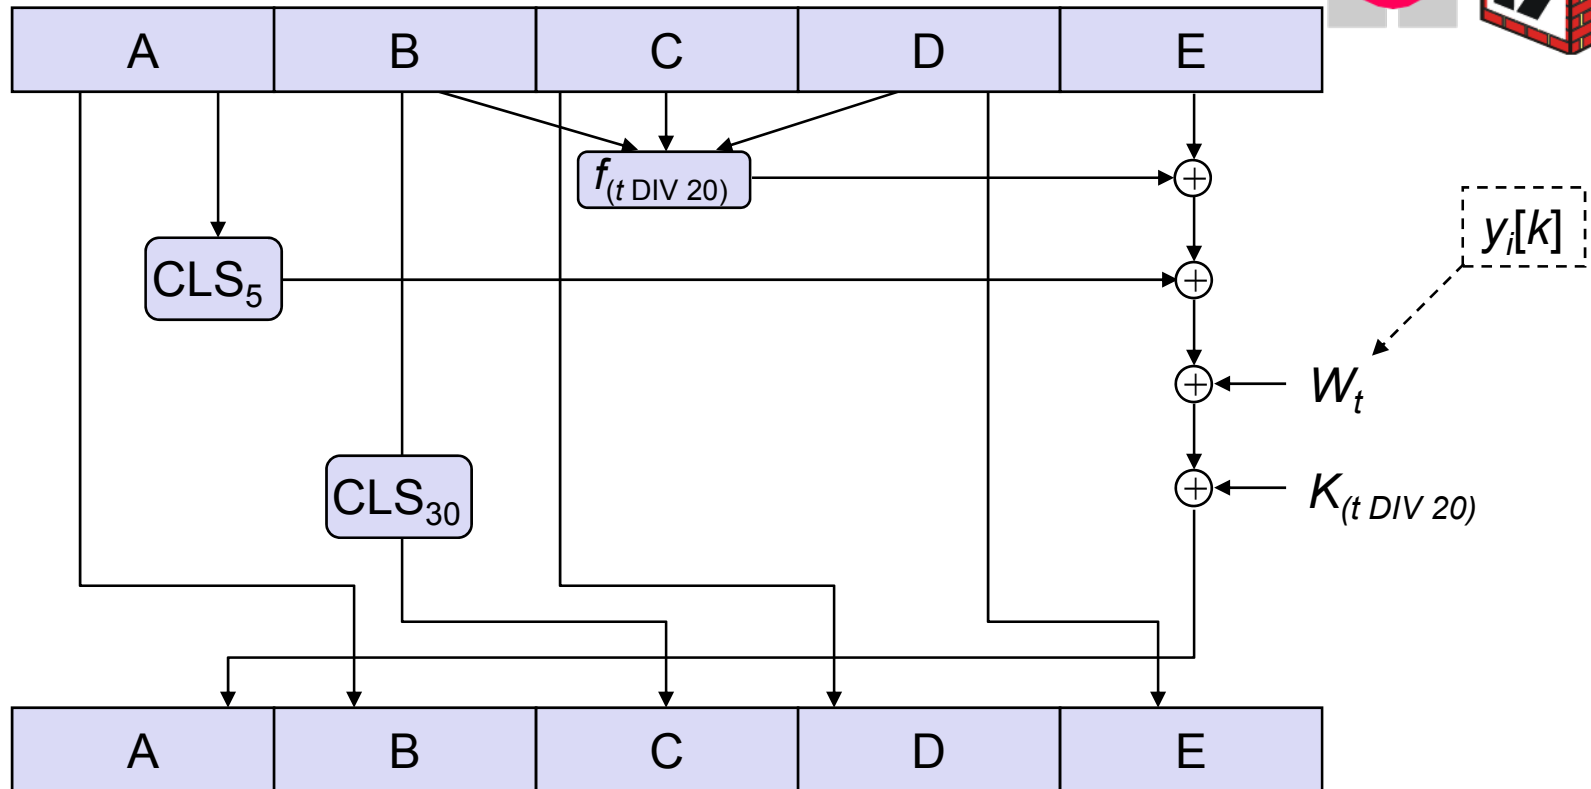 A B C D E
f(t DIV 20)
CLS5
yi[k]
Wt
CLS30
K(t DIV 20)
A B C D E